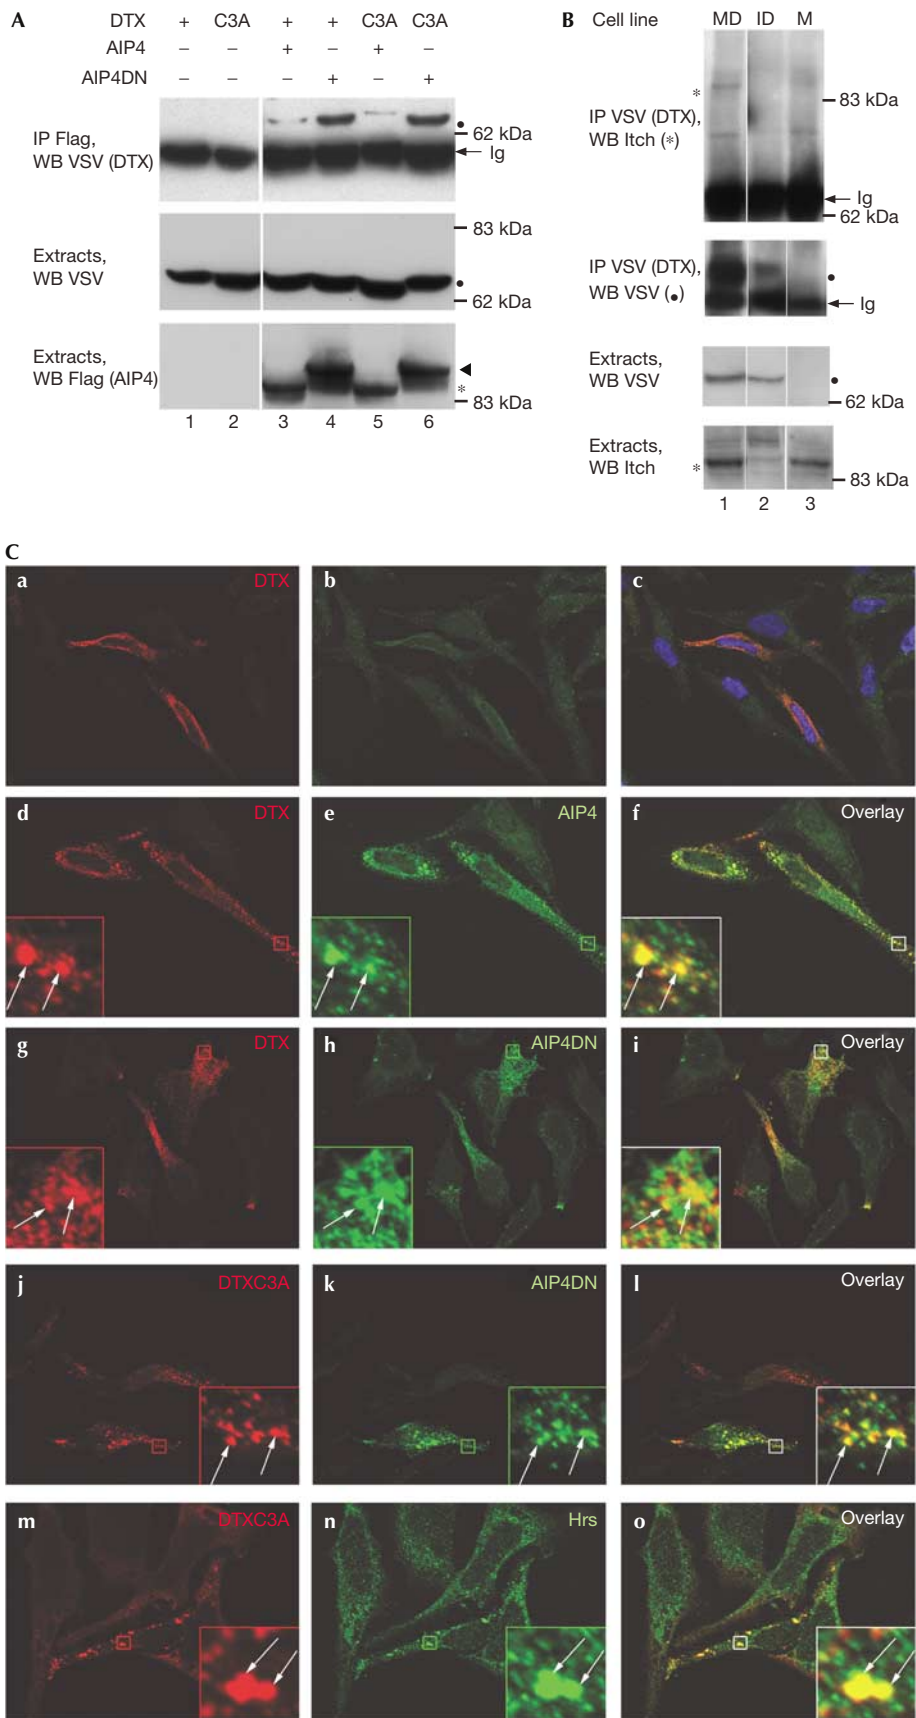 A
DTX + C3A + + C3A C3A
AIP4 – – + – + –
AIP4DN – – – + – +
IP Flag,
WB VSV (DTX)
•
62 kDa
Ig
Extracts,
WB VSV
83 kDa
•
62 kDa
Extracts,
WB Flag (AIP4)
*
83 kDa
1 2 3 4 5 6
B
Cell line MD ID M
IP VSV (DTX),
WB Itch (*)
*
83 kDa
Ig
62 kDa
IP VSV (DTX),
WB VSV (•)
•
Ig
Extracts,
WB VSV
•
62 kDa
Extracts,
WB Itch
*
83 kDa
1 2 3
C
a DTX b c
d DTX e AIP4 f Overlay
g DTX h AIP4DN i Overlay
j DTXC3A k AIP4DN l Overlay
m DTXC3A n Hrs o Overlay